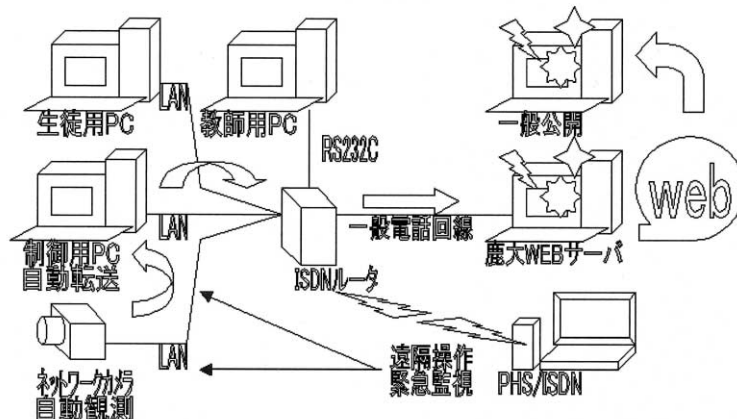 LAN
生徒用PC
教師用PC
一般公開
RS232C
web
制御用PC
自動転送
LAN
一般電話回線
鹿大WEBサーバ
ISDNルータ
LAN
ネットワークカメラ
自動観測
遠隔操作
緊急監視
PHS/ISDN